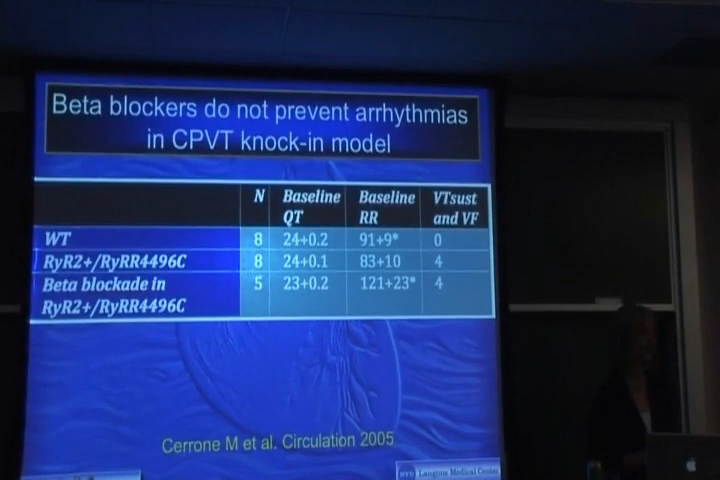 Beta blockers do not prevent arrhythmias
in CPVT knock-in model
N Baseline QT Baseline RR VTsust and VF
WT 8 24+0.2 91+9* 0
RyR2+/RyRR4496C 8 24+0.1 83+10 4
Beta blockade in RyR2+/RyRR4496C 5 23+0.2 121+23* 4
Cerrone M et al. Circulation 2005
NYU Langone Medical Center